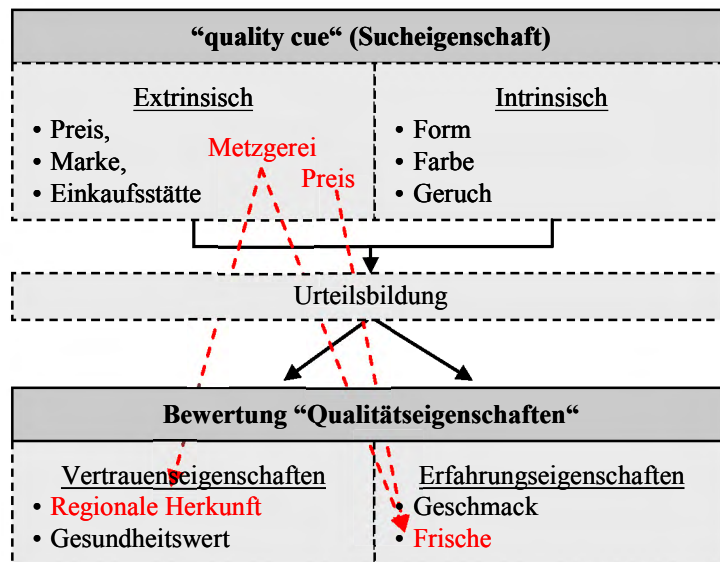 “quality cue“ (Sucheigenschaft)
Extrinsisch
• Preis,
• Marke,
• Einkaufsstätte
Metzgerei
Preis
Intrinsisch
• Form
• Farbe
• Geruch
Urteilsbildung
Bewertung “Qualitätseigenschaften“
Vertrauenseigenschaften
• Regionale Herkunft
• Gesundheitswert
Erfahrungseigenschaften
• Geschmack
• Frische